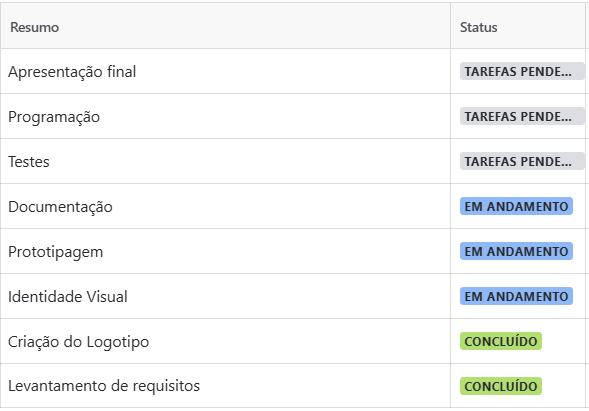 Resumo Status
Apresentação final TAREFAS PENDE...
Programação TAREFAS PENDE...
Testes TAREFAS PENDE...
Documentação EM ANDAMENTO
Prototipagem EM ANDAMENTO
Identidade Visual EM ANDAMENTO
Criação do Logotipo CONCLUÍDO
Levantamento de requisitos CONCLUÍDO